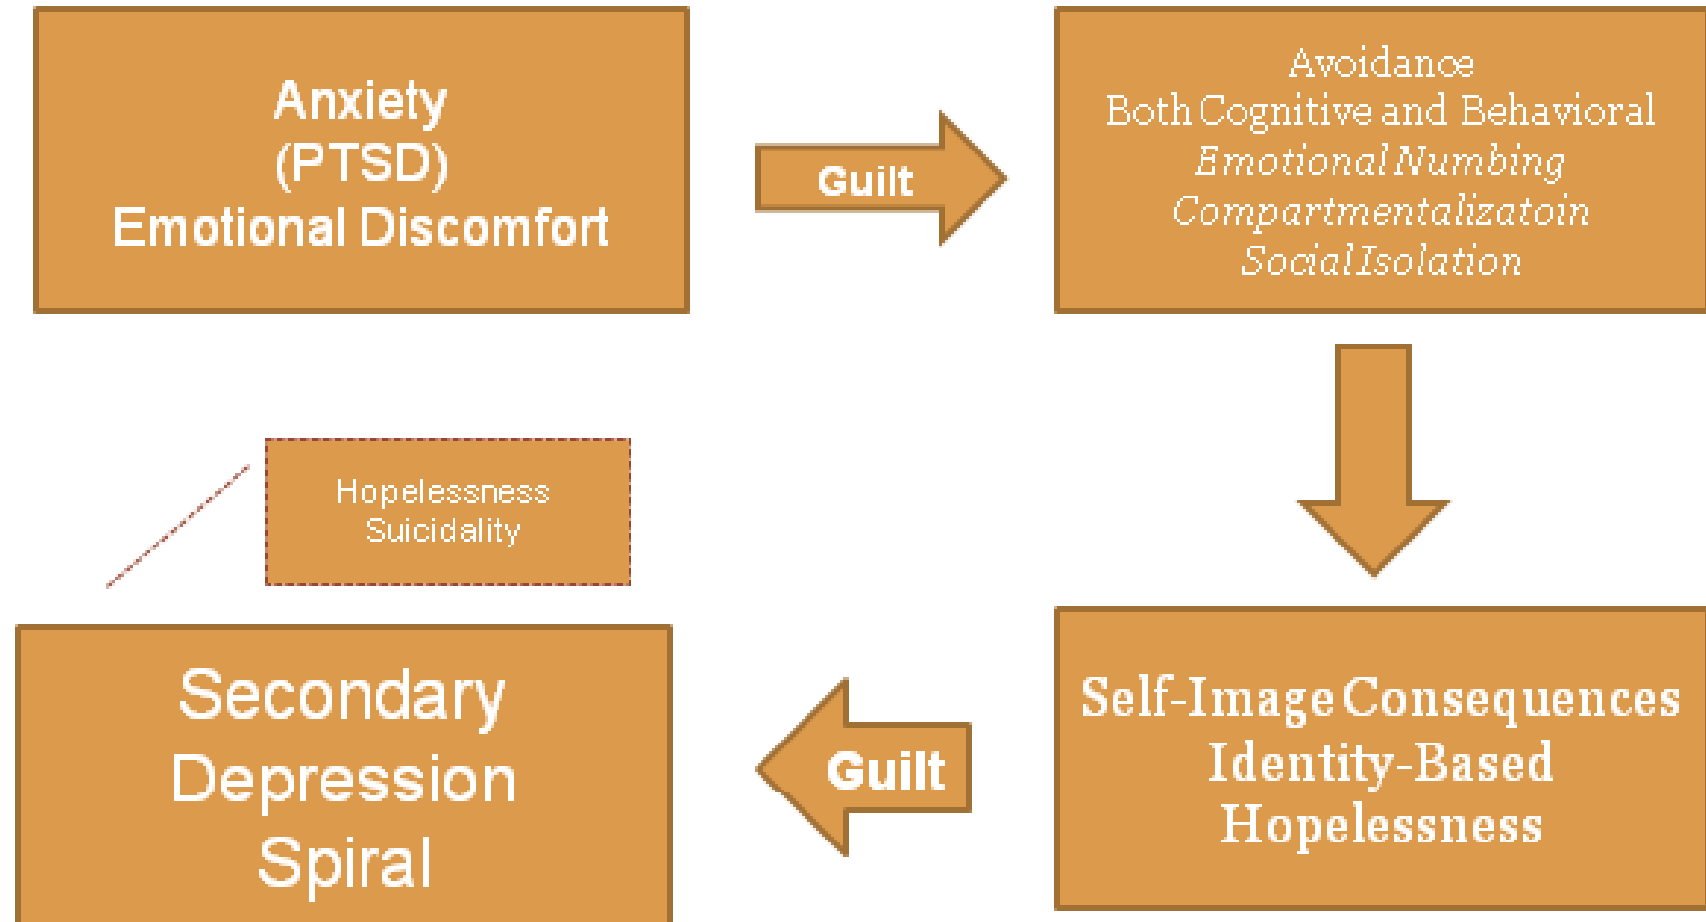 Anxiety
(PTSD)
Emotional Discomfort
Guilt
Avoidance
Both Cognitive and Behavioral
Emotional Numbing
Compartmentalizatoin
Social Isolation
Self-Image Consequences
Identity-Based
Hopelessness
Guilt
Hopelessness
Suicidality
Secondary
Depression
Spiral